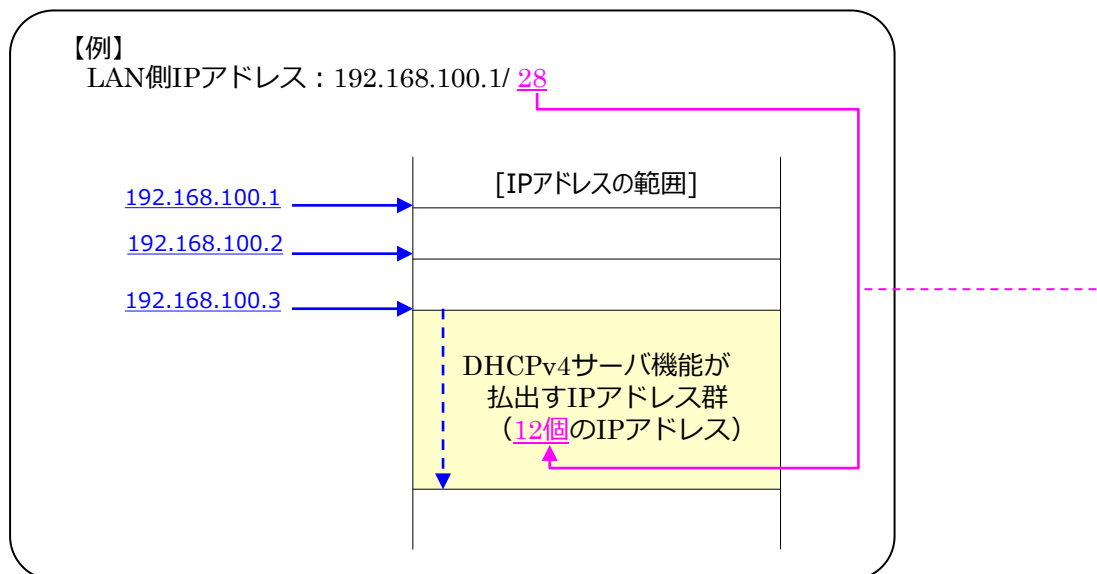 【例】
LAN側IPアドレス：192.168.100.1/ 28
[IPアドレスの範囲]
192.168.100.1
192.168.100.2
192.168.100.3
DHCPv4サーバ機能が
払出すIPアドレス群
（12個のIPアドレス）